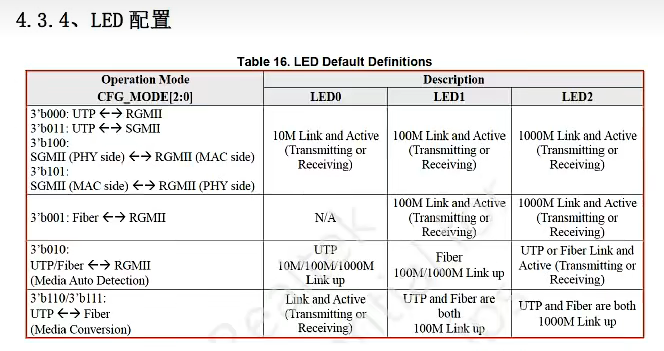 4.3.4、LED 配置
Table 16. LED Default Definitions
Operation Mode
CFG_MODE[2:0]
Description
LED0
LED1
LED2
3'b000: UTP ←→ RGMII
3'b011: UTP ←→ SGMII
3'b100:
SGMII (PHY side) ←→ RGMII (MAC side)
3'b101:
SGMII (MAC side) ←→ RGMII (PHY side)
10M Link and Active
(Transmitting or
Receiving)
100M Link and Active
(Transmitting or
Receiving)
1000M Link and Active
(Transmitting or
Receiving)
3'b001: Fiber ←→ RGMII
N/A
100M Link and Active
(Transmitting or
Receiving)
1000M Link and Active
(Transmitting or
Receiving)
3'b010:
UTP/Fiber ←→ RGMII
(Media Auto Detection)
UTP
10M/100M/1000M
Link up
Fiber
100M/1000M Link up
UTP or Fiber Link and
Active (Transmitting or
Receiving)
3'b110/3'b111:
UTP ←→ Fiber
(Media Conversion)
Link and Active
(Transmitting or
Receiving)
UTP and Fiber are
both
100M Link up
UTP and Fiber are both
1000M Link up
Realtek